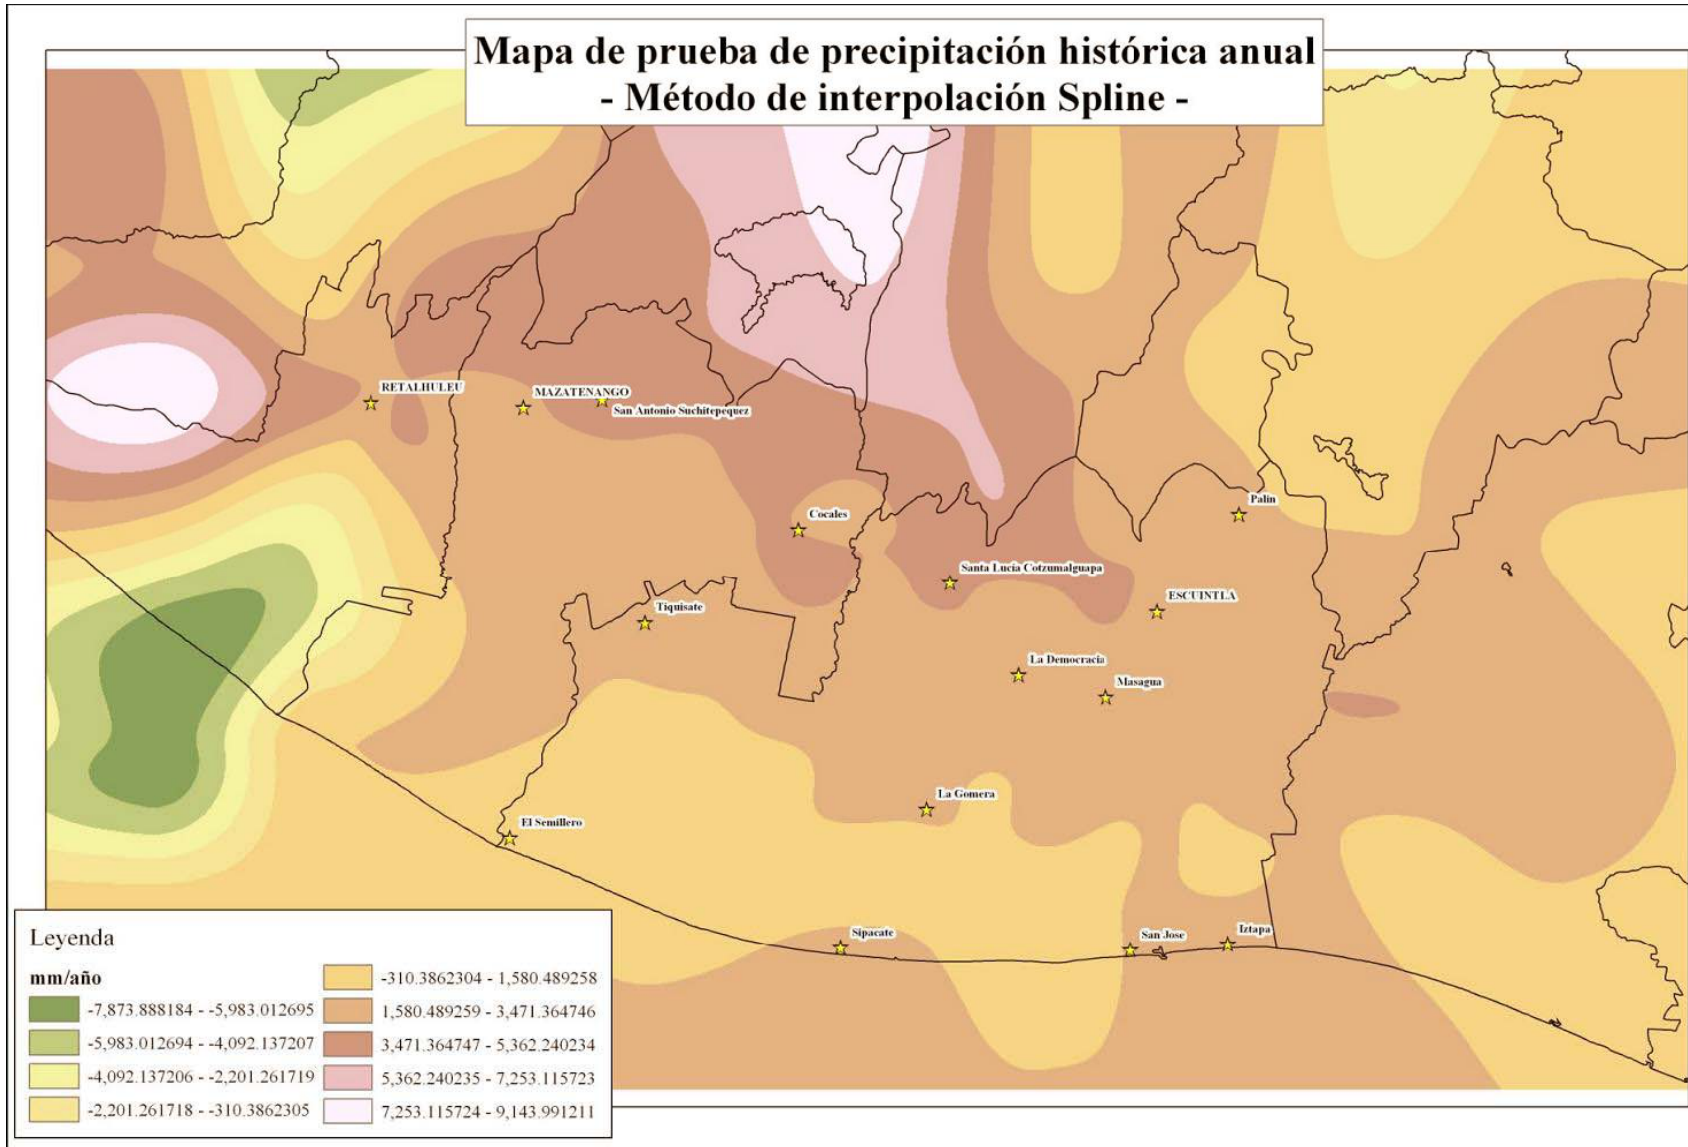 Mapa de prueba de precipitación histórica anual
- Método de interpolación Spline -
RETALHULEU
MAZATENANGO
San Antonio Suchitepequez
Cocales
Palin
Santa Lucia Cotzumalguapa
ESCUINTLA
Tiquisate
La Democracia
Masagua
La Gomera
El Semillero
Sipacate
San Jose
Iztapa
Leyenda
mm/año
-7,873.888184 - -5,983.012695
-5,983.012694 - -4,092.137207
-4,092.137206 - -2,201.261719
-2,201.261718 - -310.3862305
-310.3862304 - 1,580.489258
1,580.489259 - 3,471.364746
3,471.364747 - 5,362.240234
5,362.240235 - 7,253.115723
7,253.115724 - 9,143.991211